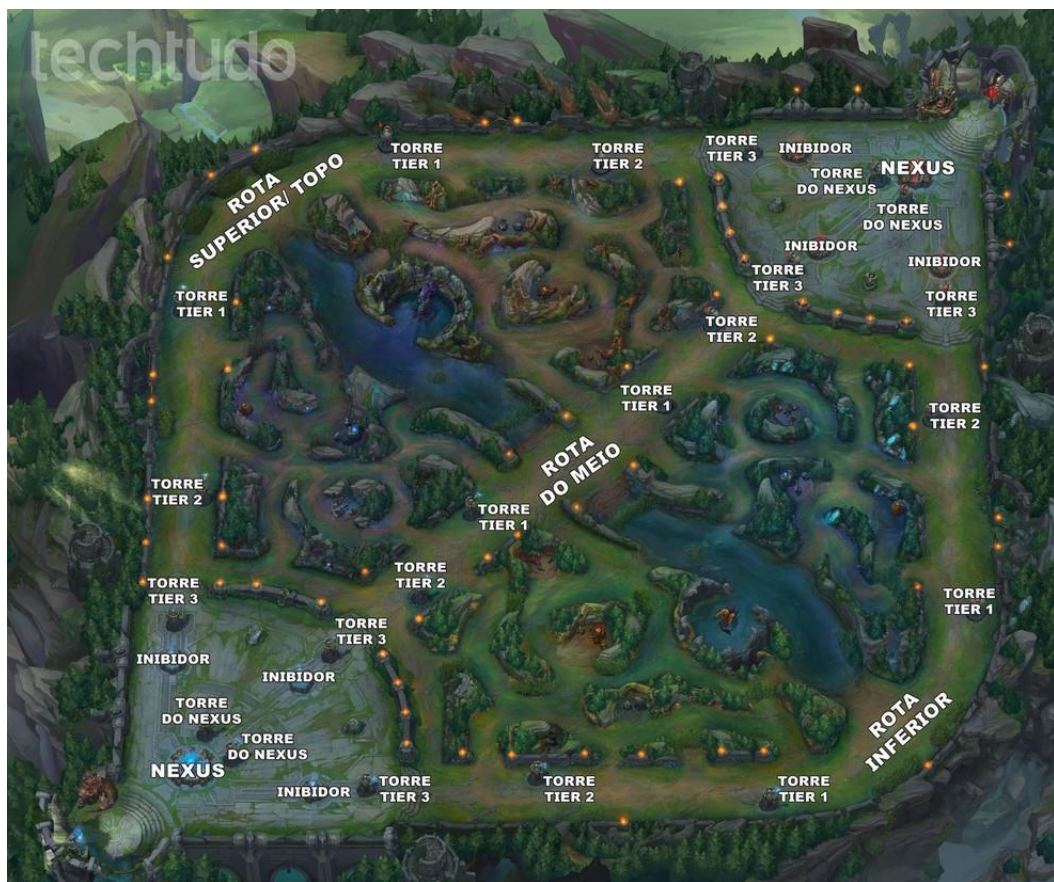 techtudo
TORRE
TIER 1
TORRE
TIER 2
TORRE
TIER 3
INIBIDOR
NEXUS
TORRE
DO NEXUS
TORRE
DO NEXUS
ROTA
SUPERIOR/ TOPO
INIBIDOR
INIBIDOR
TORRE
TIER 3
TORRE
TIER 3
TORRE
TIER 1
TORRE
TIER 2
TORRE
TIER 1
TORRE
TIER 2
ROTA
DO MEIO
TORRE
TIER 2
TORRE
TIER 1
TORRE
TIER 2
TORRE
TIER 3
TORRE
TIER 1
TORRE
TIER 3
INIBIDOR
INIBIDOR
TORRE
DO NEXUS
TORRE
DO NEXUS
NEXUS
ROTA
INFERIOR
INIBIDOR
TORRE
TIER 3
TORRE
TIER 2
TORRE
TIER 1